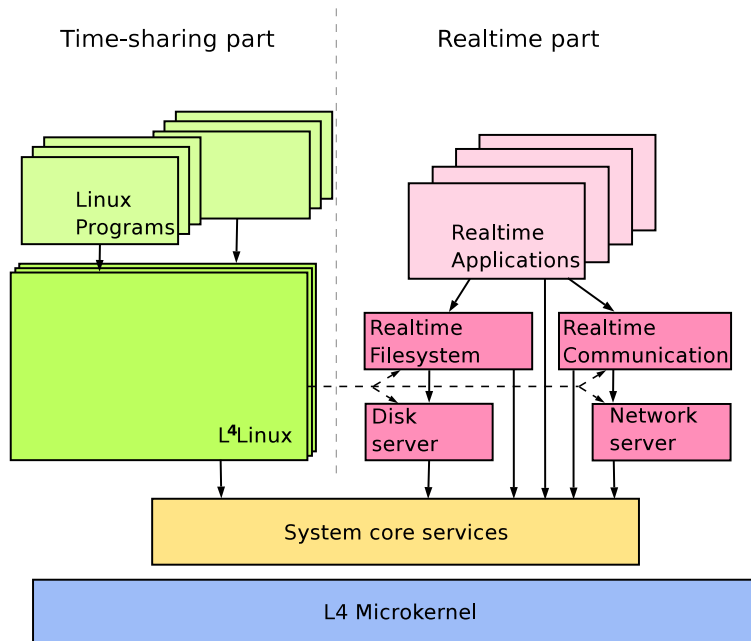 Time-sharing part
Realtime part
Linux
Programs
Realtime
Applications
Realtime
Filesystem
Realtime
Communication
L⁴Linux
Disk
server
Network
server
System core services
L4 Microkernel